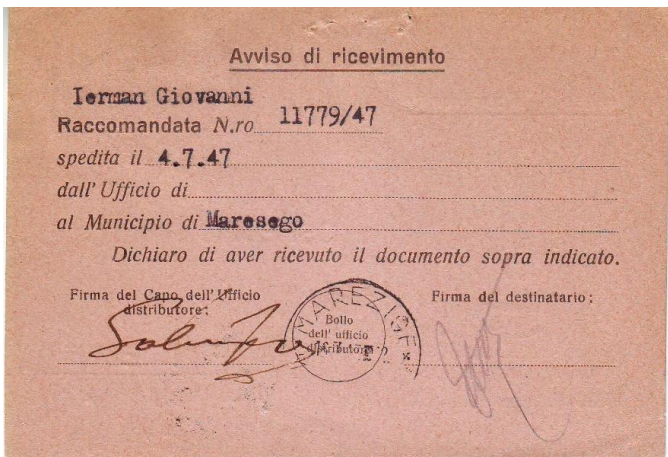 Avviso di ricevimento
Ierman Giovanni
Raccomandata N.ro 11779/47
spedita il 4.7.47
dall' Ufficio di
al Municipio di Maresego
Dichiaro di aver ricevuto il documento sopra indicato.
Firma del Capo dell' Ufficio
distributore:
MAREZIGE
Bollo
dell' ufficio
distributore
Firma del destinatario: